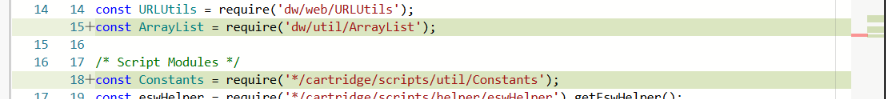 14 14 const URLUtils = require('dw/web/URLUtils');
15+const ArrayList = require('dw/util/ArrayList');
15 16
16 17 /* Script Modules */
18+const Constants = require('*/cartridge/scripts/util/Constants');
17 19 const eswHelper = require('*/cartridge/scripts/helper/eswHelper').getEswHelper();